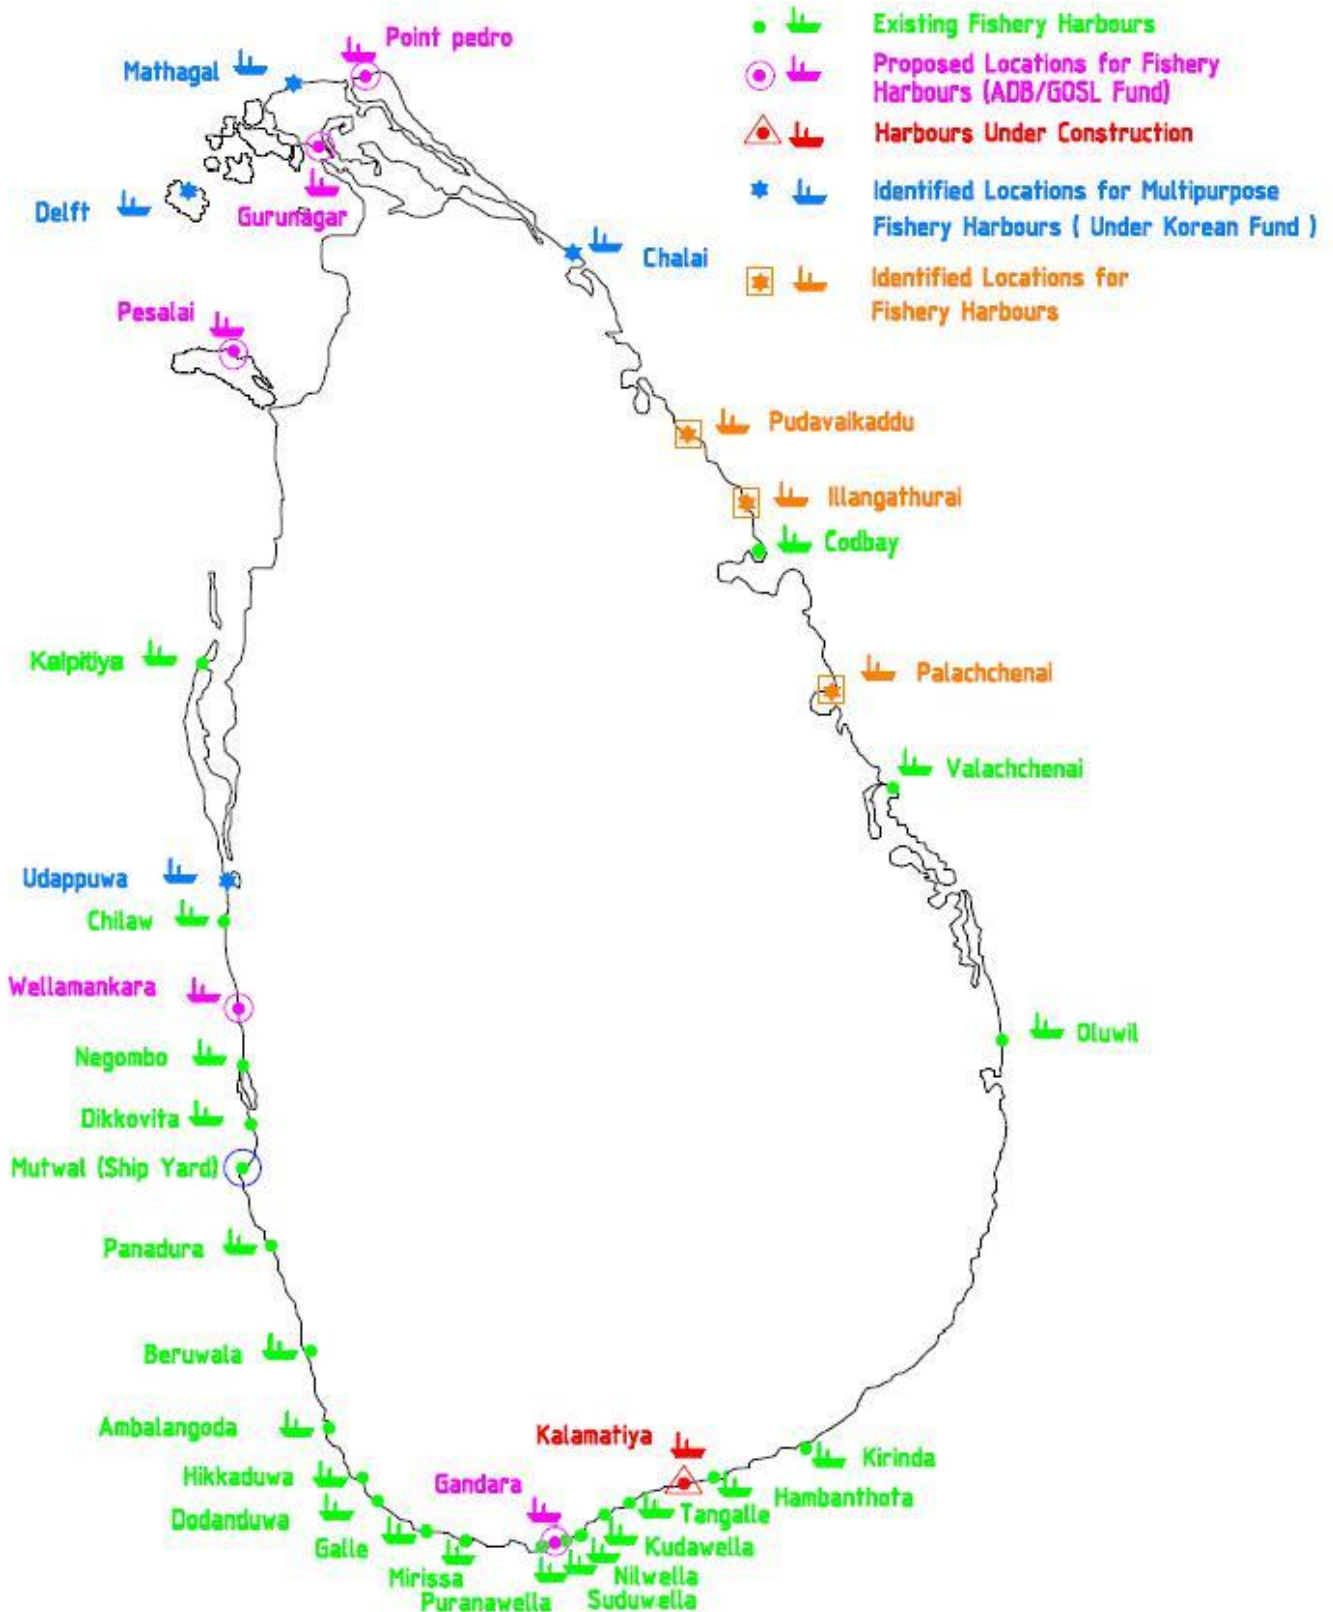 Existing Fishery Harbours
Proposed Locations for Fishery
Harbours (ADB/GOSL Fund)
Harbours Under Construction
Identified Locations for Multipurpose
Fishery Harbours ( Under Korean Fund )
Identified Locations for
Fishery Harbours
Point pedro
Mathagal
Delft
Gurunagar
Chalai
Pesalai
Pudavaikaddu
Illangathurai
Codbay
Kalpitiya
Palachchenai
Valachchenai
Udappuwa
Chilaw
Wellamankara
Oluwil
Negombo
Dikkovita
Mutwal (Ship Yard)
Panadura
Beruwala
Ambalangoda
Kalamatiya
Kirinda
Hikkaduwa
Gandara
Hambanthota
Dodanduwa
Tangalle
Galle
Kudawella
Mirissa
Nilwella
Puranawella
Suduwella